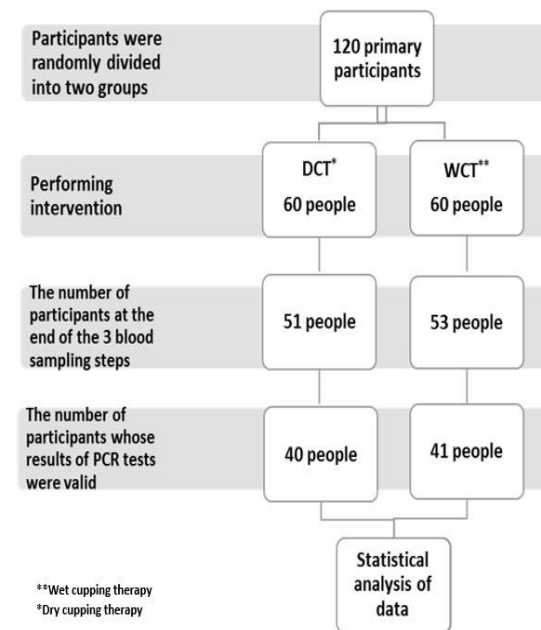 Participants were
randomly divided
into two groups
120 primary
participants
Performing
intervention
DCT*
60 people
WCT**
60 people
The number of
participants at the
end of the 3 blood
sampling steps
51 people
53 people
The number of
participants whose
results of PCR tests
were valid
40 people
41 people
Statistical
analysis of
data
**Wet cupping therapy
*Dry cupping therapy